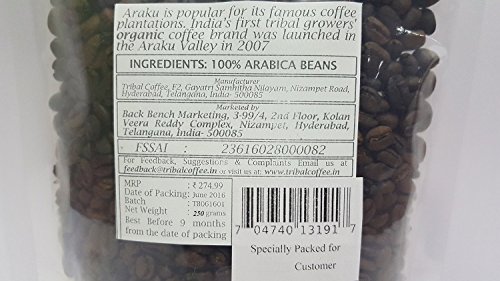 Araku is popular for its famous coffee
plantations. India's first tribal growers'
organic coffee brand was launched in
the Araku Valley in 2007
INGREDIENTS: 100% ARABICA BEANS
Manufacturer
Tribal Coffee, F2, Gayatri Samhitha Nilayam, Nizampet Road,
Hyderabad, Telangana, India- 500085
Marketed by
Back Bench Marketing, 3-99/4, 2nd Floor, Kolan
Veera Reddy Complex, Nizampet, Hyderabad,
Telangana, India- 500085
FSSAI : 23616028000082
For Feedback, Suggestions & Complaints Email us at
feedback@tribalcoffee.in or visit us at: www.tribalcoffee.in
MRP : ₹ 274.99
Date of Packing: June 2016
Batch : TB061601
Net Weight : 250 grams
Best Before 9 months
from the date of packing
7 04740 13191 7
Specially Packed for
Customer